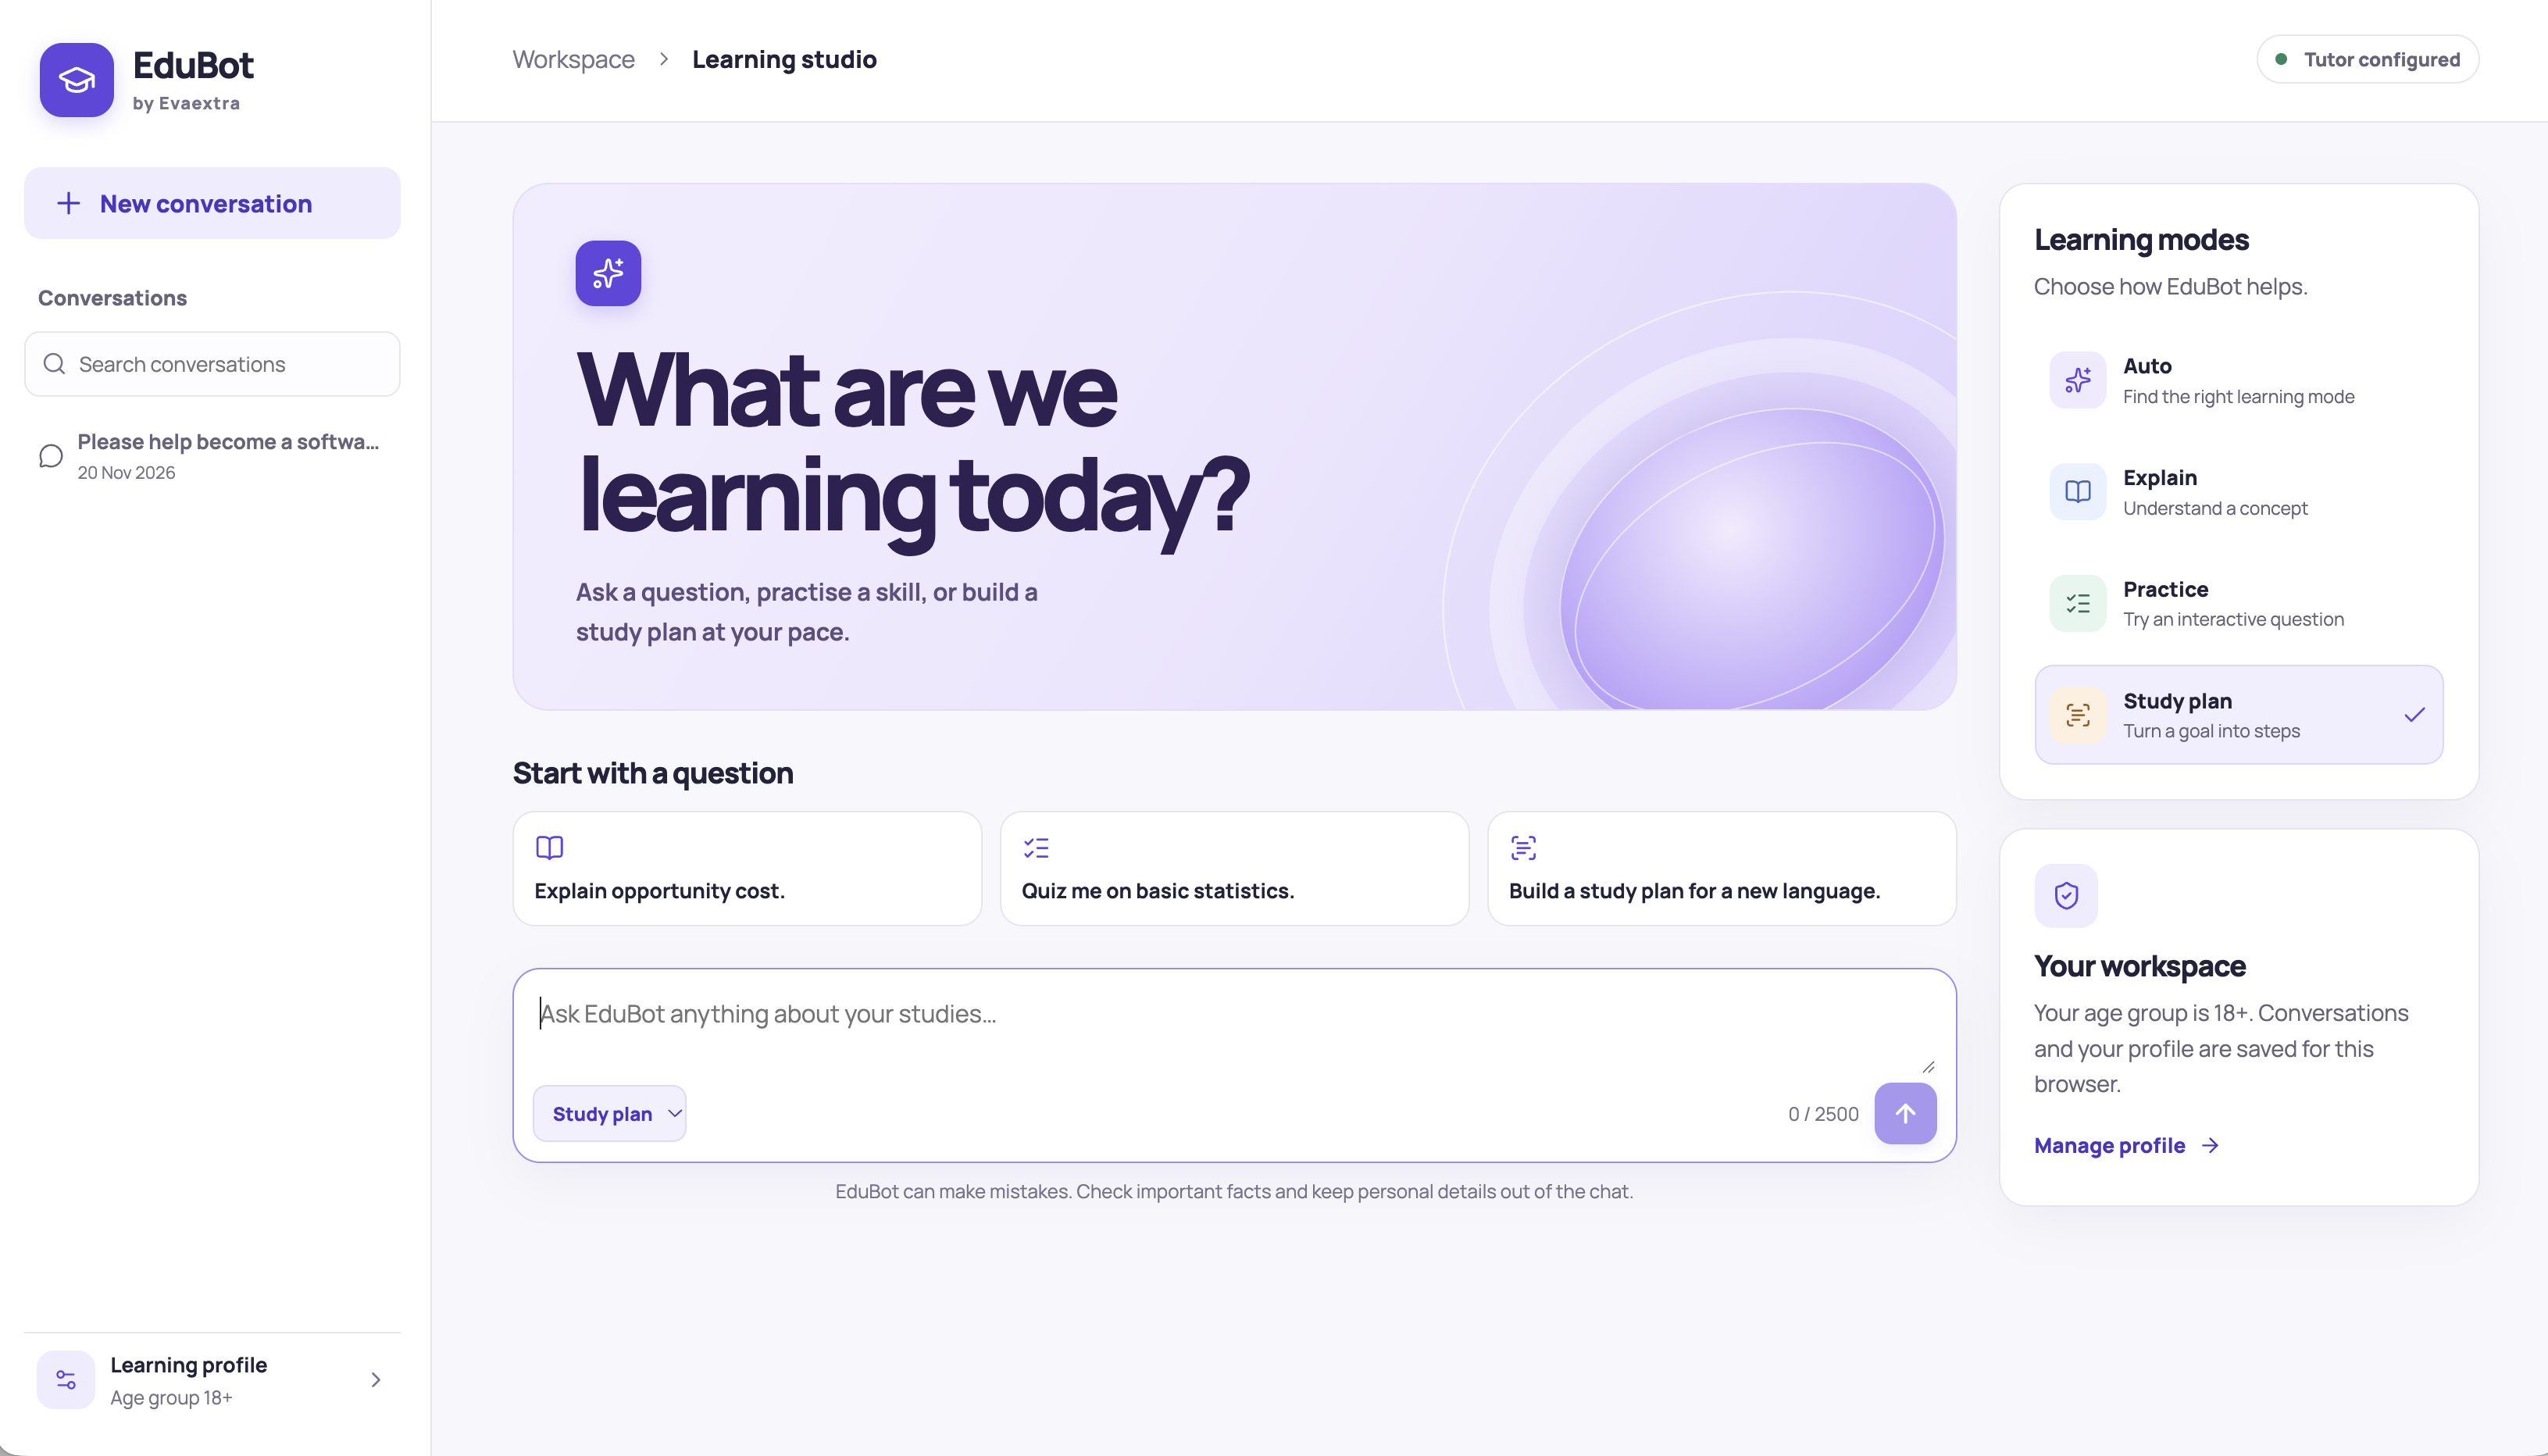 EduBot
by Evaextra
New conversation
Conversations
Search conversations
Please help become a softwa...
20 Nov 2026
Learning profile
Age group 18+
Workspace > Learning studio
Tutor configured
What are we
learning today?
Ask a question, practise a skill, or build a
study plan at your pace.
Start with a question
Explain opportunity cost.
Quiz me on basic statistics.
Build a study plan for a new language.
Ask EduBot anything about your studies...
Study plan
0 / 2500
EduBot can make mistakes. Check important facts and keep personal details out of the chat.
Learning modes
Choose how EduBot helps.
Auto
Find the right learning mode
Explain
Understand a concept
Practice
Try an interactive question
Study plan
Turn a goal into steps
Your workspace
Your age group is 18+. Conversations
and your profile are saved for this
browser.
Manage profile